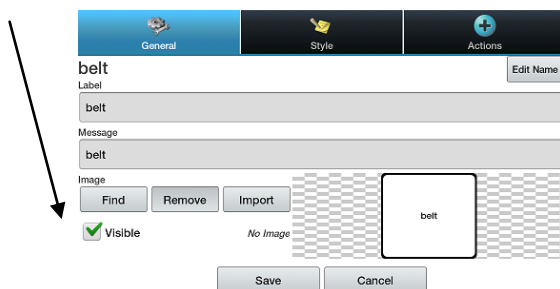 General Style Actions
belt Edit Name
Label
belt
Message
belt
Image
Find Remove Import
belt
Visible No Image
Save Cancel